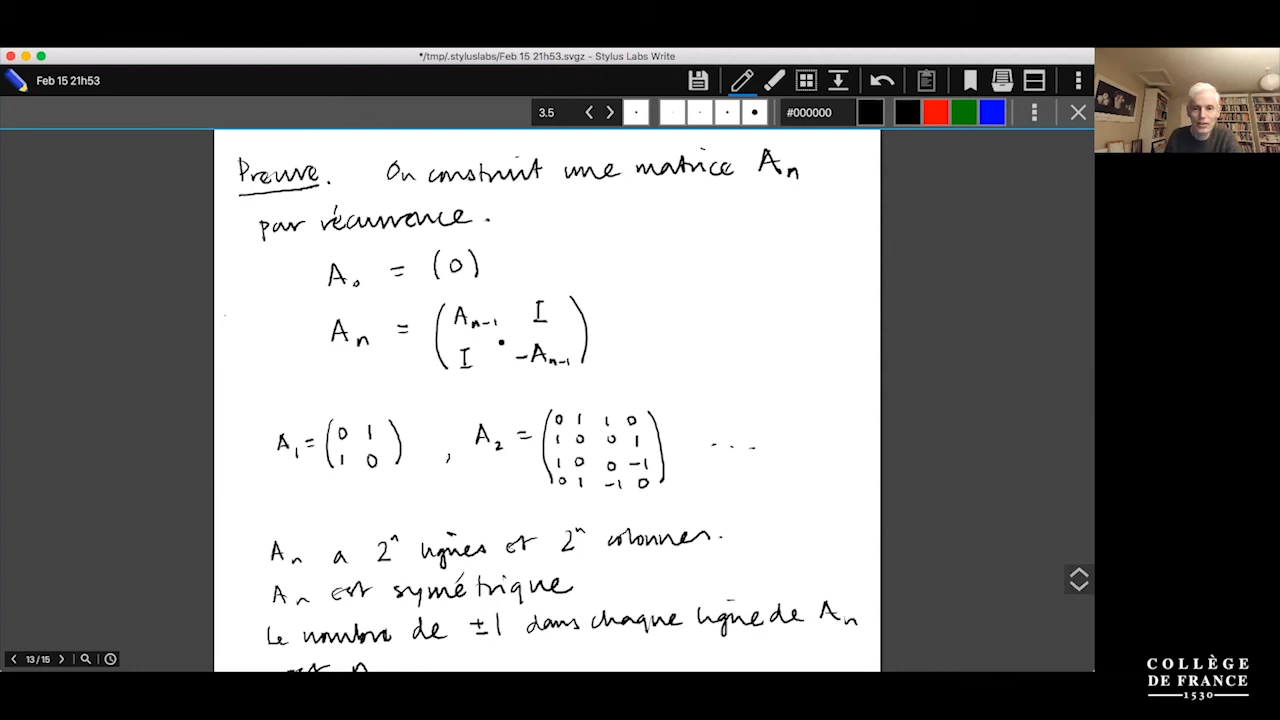 */tmp/.styluslabs/Feb 15 21h53.svgz - Stylus Labs Write
Feb 15 21h53
3.5
#000000
Preuve. On construit une matrice Aₙ
par récurrence.
A₀ = (0)
Aₙ = ( Aₙ₋₁ I
I -Aₙ₋₁ )
A₁ = ( 0 1
1 0 ) , A₂ = ( 0 1 1 0
1 0 0 1
1 0 0 -1
0 1 -1 0 ) ....
Aₙ a 2ⁿ lignes et 2ⁿ colonnes.
Aₙ est symétrique
Le nombre de ±1 dans chaque ligne de Aₙ
est n
13/15
COLLÈGE
DE FRANCE
1530